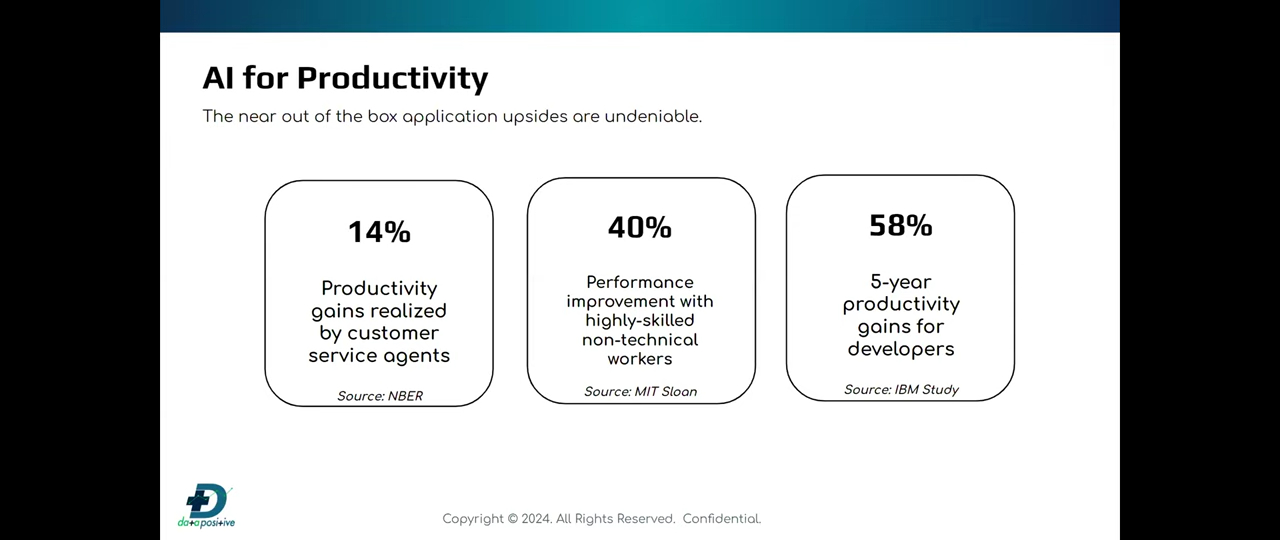 AI for Productivity
The near out of the box application upsides are undeniable.
14%
Productivity
gains realized
by customer
service agents
Source: NBER
40%
Performance
improvement with
highly-skilled
non-technical
workers
Source: MIT Sloan
58%
5-year
productivity
gains for
developers
Source: IBM Study
D
data positive
Copyright © 2024. All Rights Reserved. Confidential.